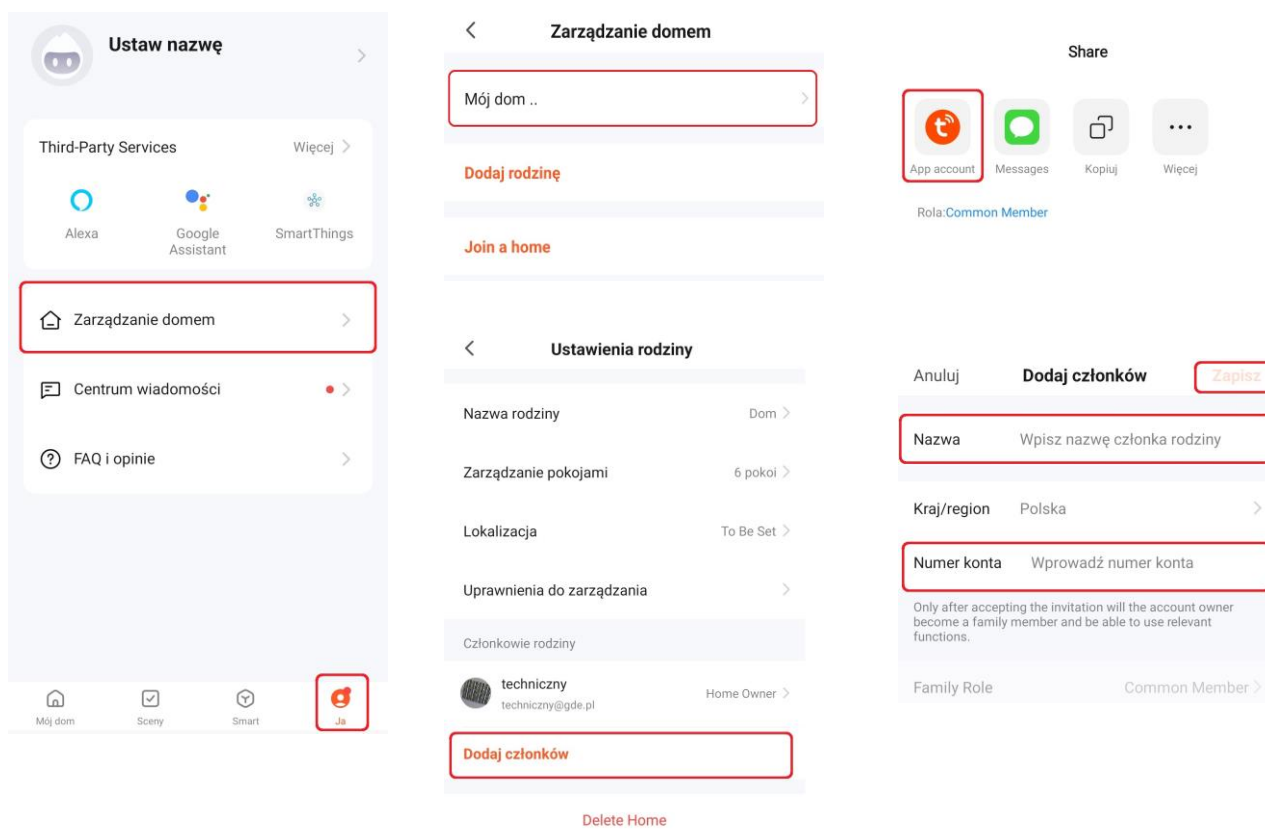 Ustaw nazwę
Third-Party Services Więcej
Alexa
Google
Assistant
SmartThings
Zarządzanie domem
Centrum wiadomości
FAQ i opinie
Mój dom
Sceny
Smart
Ja
Zarządzanie domem
Mój dom ..
Dodaj rodzinę
Join a home
Ustawienia rodziny
Nazwa rodziny Dom
Zarządzanie pokojami 6 pokoi
Lokalizacja To Be Set
Uprawnienia do zarządzania
Członkowie rodziny
techniczny
techniczny@gde.pl
Home Owner
Dodaj członków
Delete Home
Share
App account
Messages
Kopiuj
Więcej
Rola:Common Member
Anuluj Dodaj członków Zapisz
Nazwa Wpisz nazwę członka rodziny
Kraj/region Polska
Numer konta Wprowadź numer konta
Only after accepting the invitation will the account owner
become a family member and be able to use relevant
functions.
Family Role Common Member